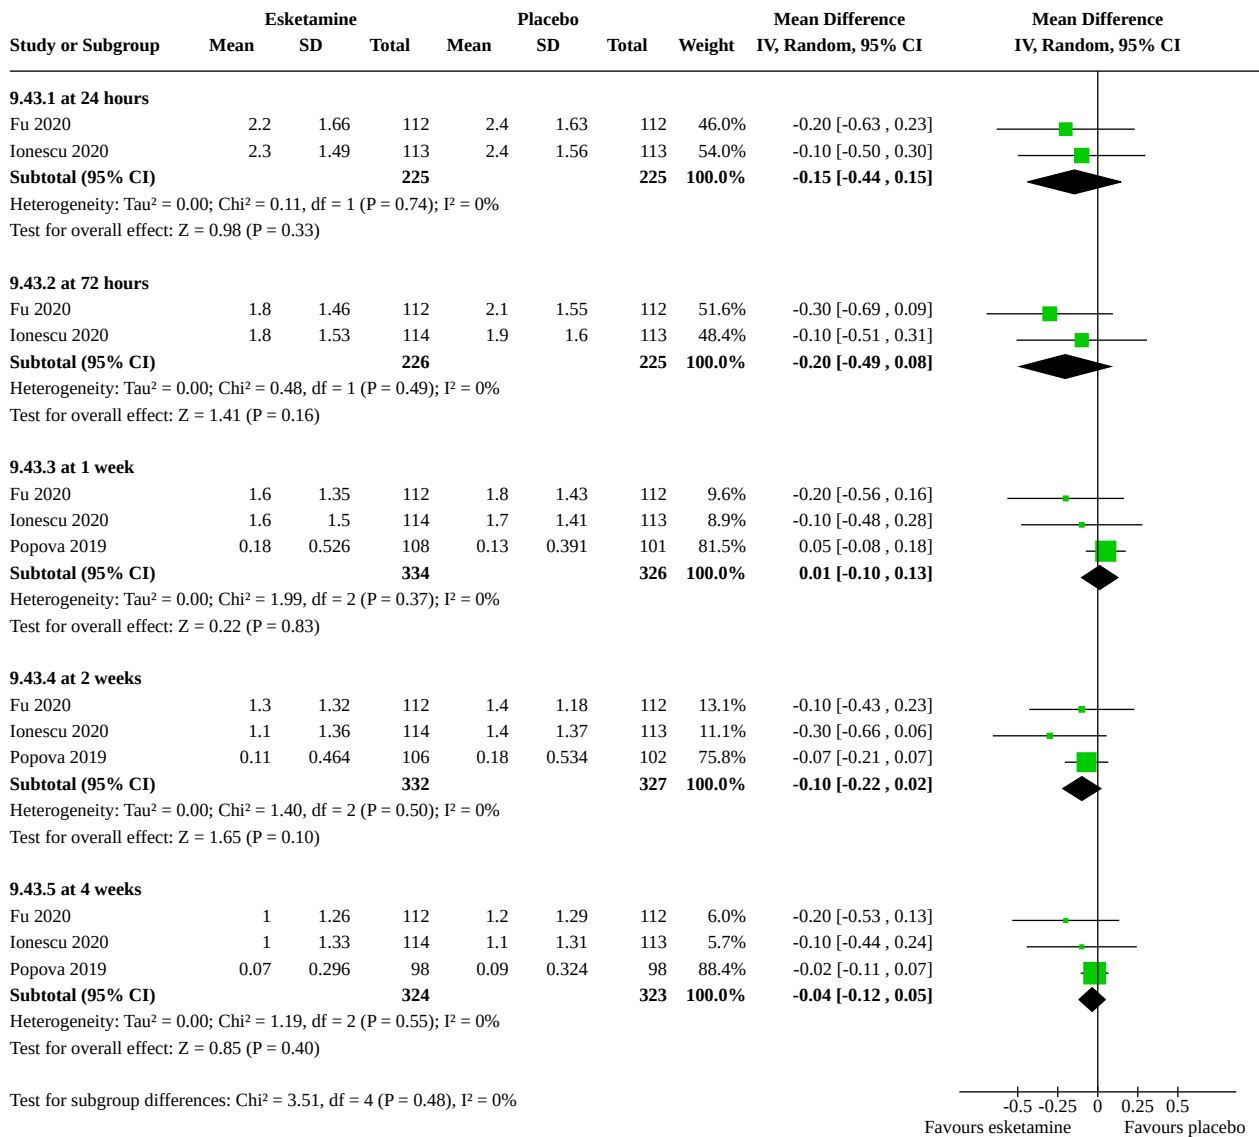 Esketamine Placebo Mean Difference Mean Difference
Study or Subgroup Mean SD Total Mean SD Total Weight IV, Random, 95% CI IV, Random, 95% CI
9.43.1 at 24 hours
Fu 2020 2.2 1.66 112 2.4 1.63 112 46.0% -0.20 [-0.63 , 0.23]
Ionescu 2020 2.3 1.49 113 2.4 1.56 113 54.0% -0.10 [-0.50 , 0.30]
Subtotal (95% CI) 225 225 100.0% -0.15 [-0.44 , 0.15]
Heterogeneity: Tau² = 0.00; Chi² = 0.11, df = 1 (P = 0.74); I² = 0%
Test for overall effect: Z = 0.98 (P = 0.33)
9.43.2 at 72 hours
Fu 2020 1.8 1.46 112 2.1 1.55 112 51.6% -0.30 [-0.69 , 0.09]
Ionescu 2020 1.8 1.53 114 1.9 1.6 113 48.4% -0.10 [-0.51 , 0.31]
Subtotal (95% CI) 226 225 100.0% -0.20 [-0.49 , 0.08]
Heterogeneity: Tau² = 0.00; Chi² = 0.48, df = 1 (P = 0.49); I² = 0%
Test for overall effect: Z = 1.41 (P = 0.16)
9.43.3 at 1 week
Fu 2020 1.6 1.35 112 1.8 1.43 112 9.6% -0.20 [-0.56 , 0.16]
Ionescu 2020 1.6 1.5 114 1.7 1.41 113 8.9% -0.10 [-0.48 , 0.28]
Popova 2019 0.18 0.526 108 0.13 0.391 101 81.5% 0.05 [-0.08 , 0.18]
Subtotal (95% CI) 334 326 100.0% 0.01 [-0.10 , 0.13]
Heterogeneity: Tau² = 0.00; Chi² = 1.99, df = 2 (P = 0.37); I² = 0%
Test for overall effect: Z = 0.22 (P = 0.83)
9.43.4 at 2 weeks
Fu 2020 1.3 1.32 112 1.4 1.18 112 13.1% -0.10 [-0.43 , 0.23]
Ionescu 2020 1.1 1.36 114 1.4 1.37 113 11.1% -0.30 [-0.66 , 0.06]
Popova 2019 0.11 0.464 106 0.18 0.534 102 75.8% -0.07 [-0.21 , 0.07]
Subtotal (95% CI) 332 327 100.0% -0.10 [-0.22 , 0.02]
Heterogeneity: Tau² = 0.00; Chi² = 1.40, df = 2 (P = 0.50); I² = 0%
Test for overall effect: Z = 1.65 (P = 0.10)
9.43.5 at 4 weeks
Fu 2020 1 1.26 112 1.2 1.29 112 6.0% -0.20 [-0.53 , 0.13]
Ionescu 2020 1 1.33 114 1.1 1.31 113 5.7% -0.10 [-0.44 , 0.24]
Popova 2019 0.07 0.296 98 0.09 0.324 98 88.4% -0.02 [-0.11 , 0.07]
Subtotal (95% CI) 324 323 100.0% -0.04 [-0.12 , 0.05]
Heterogeneity: Tau² = 0.00; Chi² = 1.19, df = 2 (P = 0.55); I² = 0%
Test for overall effect: Z = 0.85 (P = 0.40)
Test for subgroup differences: Chi² = 3.51, df = 4 (P = 0.48), I² = 0%
-0.5 -0.25 0 0.25 0.5
Favours esketamine Favours placebo